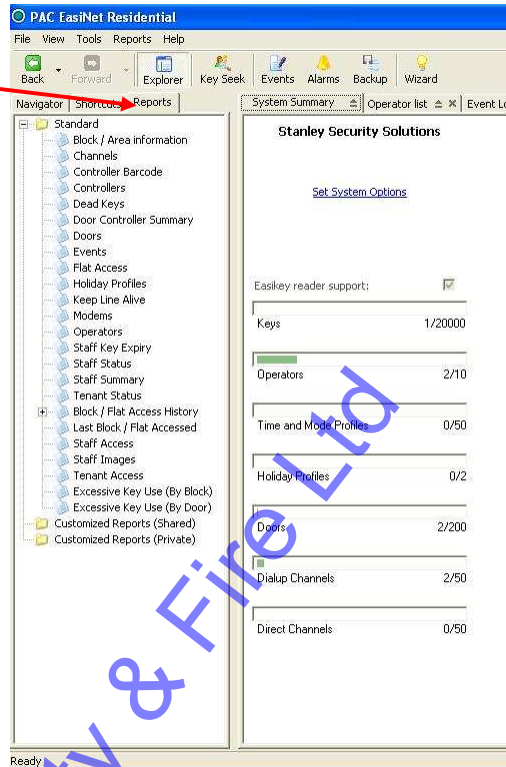 PAC EasiNet Residential
File View Tools Reports Help
Back Forward Explorer Key Seek Events Alarms Backup Wizard
Navigator Shortcuts Reports
System Summary Operator list Event Lo
Standard
Block / Area information
Channels
Controller Barcode
Controllers
Dead Keys
Door Controller Summary
Doors
Events
Flat Access
Holiday Profiles
Keep Line Alive
Modems
Operators
Staff Key Expiry
Staff Status
Staff Summary
Tenant Status
Block / Flat Access History
Last Block / Flat Accessed
Staff Access
Staff Images
Tenant Access
Excessive Key Use (By Block)
Excessive Key Use (By Door)
Customized Reports (Shared)
Customized Reports (Private)
Stanley Security Solutions
Set System Options
Easikey reader support:
Keys 1/20000
Operators 2/10
Time and Mode Profiles 0/50
Holiday Profiles 0/2
Doors 2/200
Dialup Channels 2/50
Direct Channels 0/50
Ready
ty & Fire Ltd